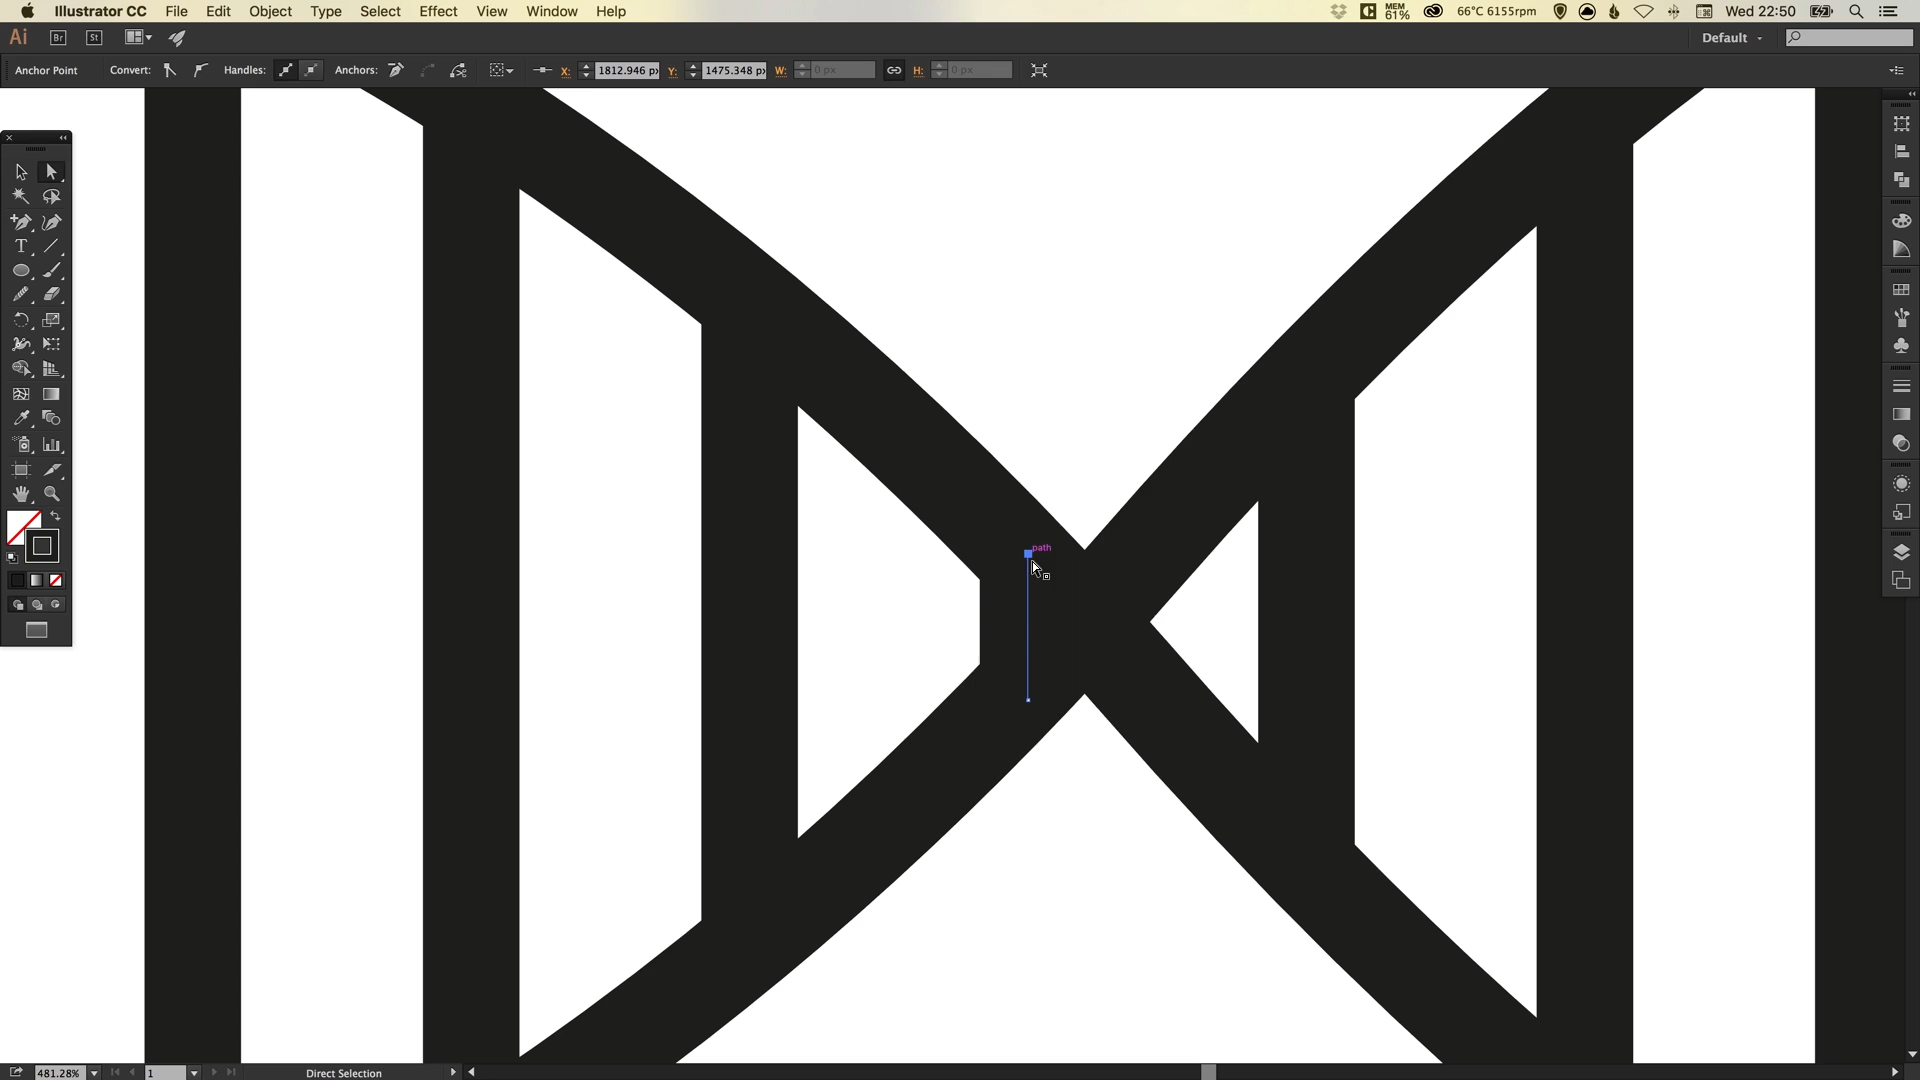 Illustrator CC File Edit Object Type Select Effect View Window Help MEM 61% 66°C 6155rpm Wed 22:50
Ai Br St Default
Anchor Point Convert: Handles: Anchors: X: 1812.946 px Y: 1475.348 px W: 0 px H: 0 px
T
path
481.28% 1 Direct Selection